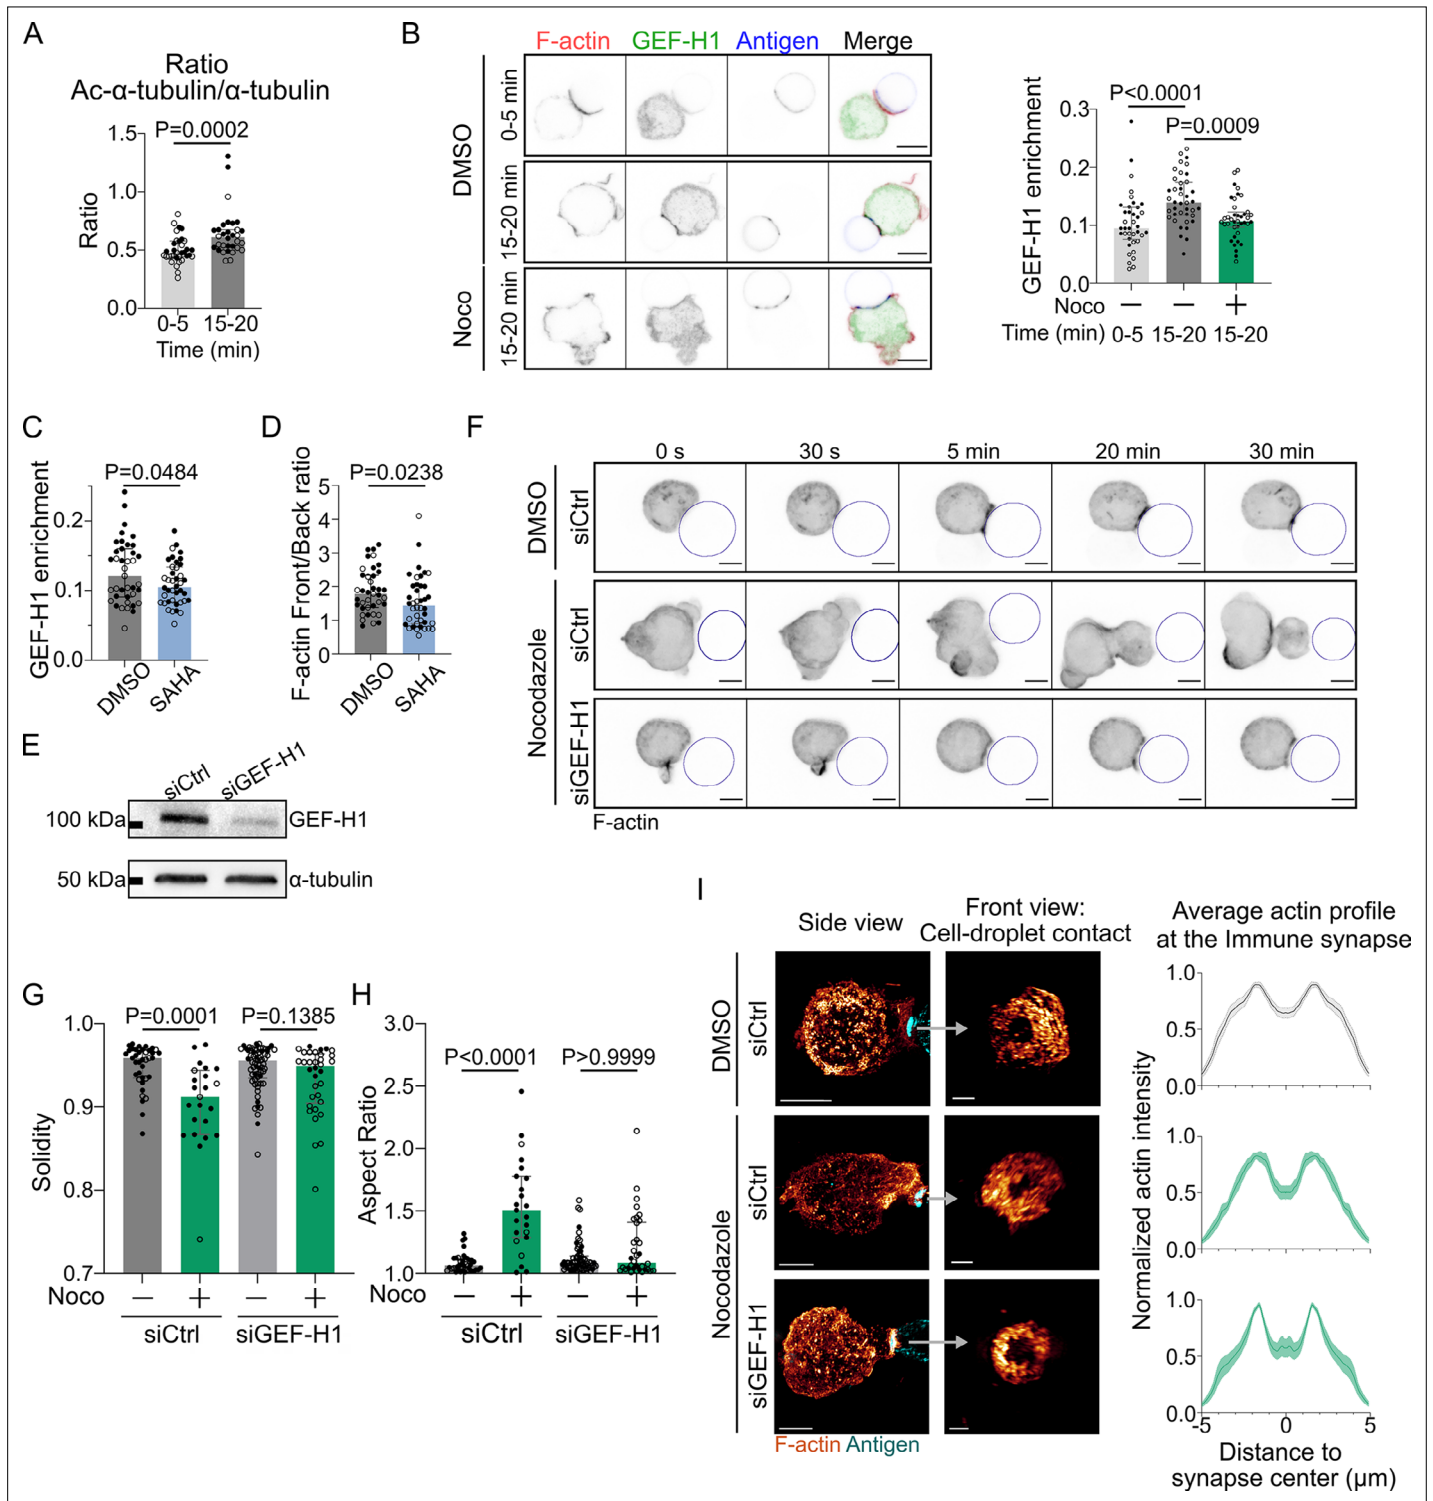 A
Ratio
Ac-α-tubulin/α-tubulin
P=0.0002
1.5
1.0
0.5
0.0
Ratio
0-5 15-20
Time (min)
B
F-actin GEF-H1 Antigen Merge
DMSO
0-5 min
15-20 min
Noco
15-20 min
P<0.0001
P=0.0009
0.3
0.2
0.1
0.0
GEF-H1 enrichment
Noco − − +
Time (min) 0-5 15-20 15-20
C
P=0.0484
0.2
0.1
0.0
GEF-H1 enrichment
DMSO SAHA
D
P=0.0238
5
4
3
2
1
0
F-actin Front/Back ratio
DMSO SAHA
E
siCtrl siGEF-H1
100 kDa GEF-H1
50 kDa α-tubulin
F
0 s 30 s 5 min 20 min 30 min
DMSO
siCtrl
Nocodazole
siCtrl
siGEF-H1
F-actin
G
P=0.0001 P=0.1385
1.0
0.9
0.8
0.7
Solidity
Noco − + − +
siCtrl siGEF-H1
H
P<0.0001 P>0.9999
3.0
2.5
2.0
1.5
1.0
Aspect Ratio
Noco − + − +
siCtrl siGEF-H1
I
Side view
Front view:
Cell-droplet contact
Average actin profile
at the Immune synapse
DMSO
siCtrl
Nocodazole
siCtrl
siGEF-H1
F-actin Antigen
Normalized actin intensity
1.0
0.5
0.0
1.0
0.5
0.0
1.0
0.5
0.0
-5 0 5
Distance to
synapse center (µm)